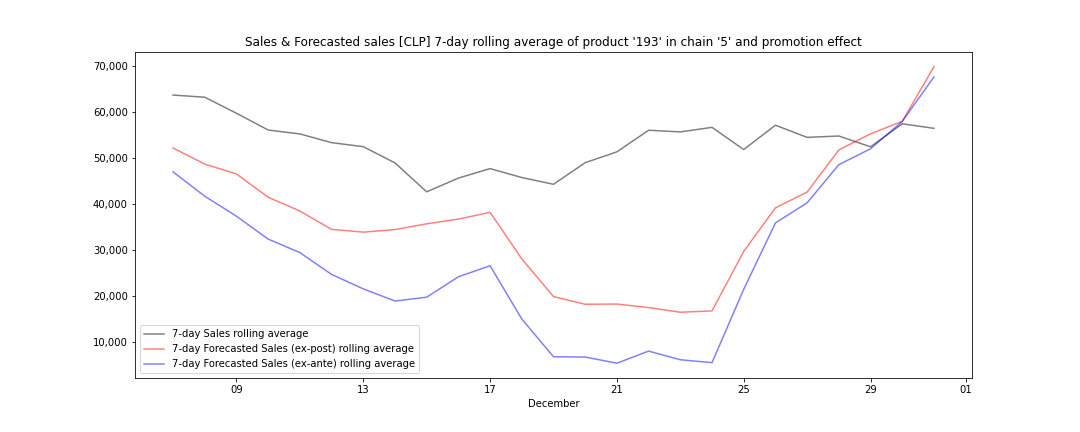 Sales & Forecasted sales [CLP] 7-day rolling average of product '193' in chain '5' and promotion effect
70,000
60,000
50,000
40,000
30,000
20,000
10,000
7-day Sales rolling average
7-day Forecasted Sales (ex-post) rolling average
7-day Forecasted Sales (ex-ante) rolling average
09 13 17 21 25 29 01
December